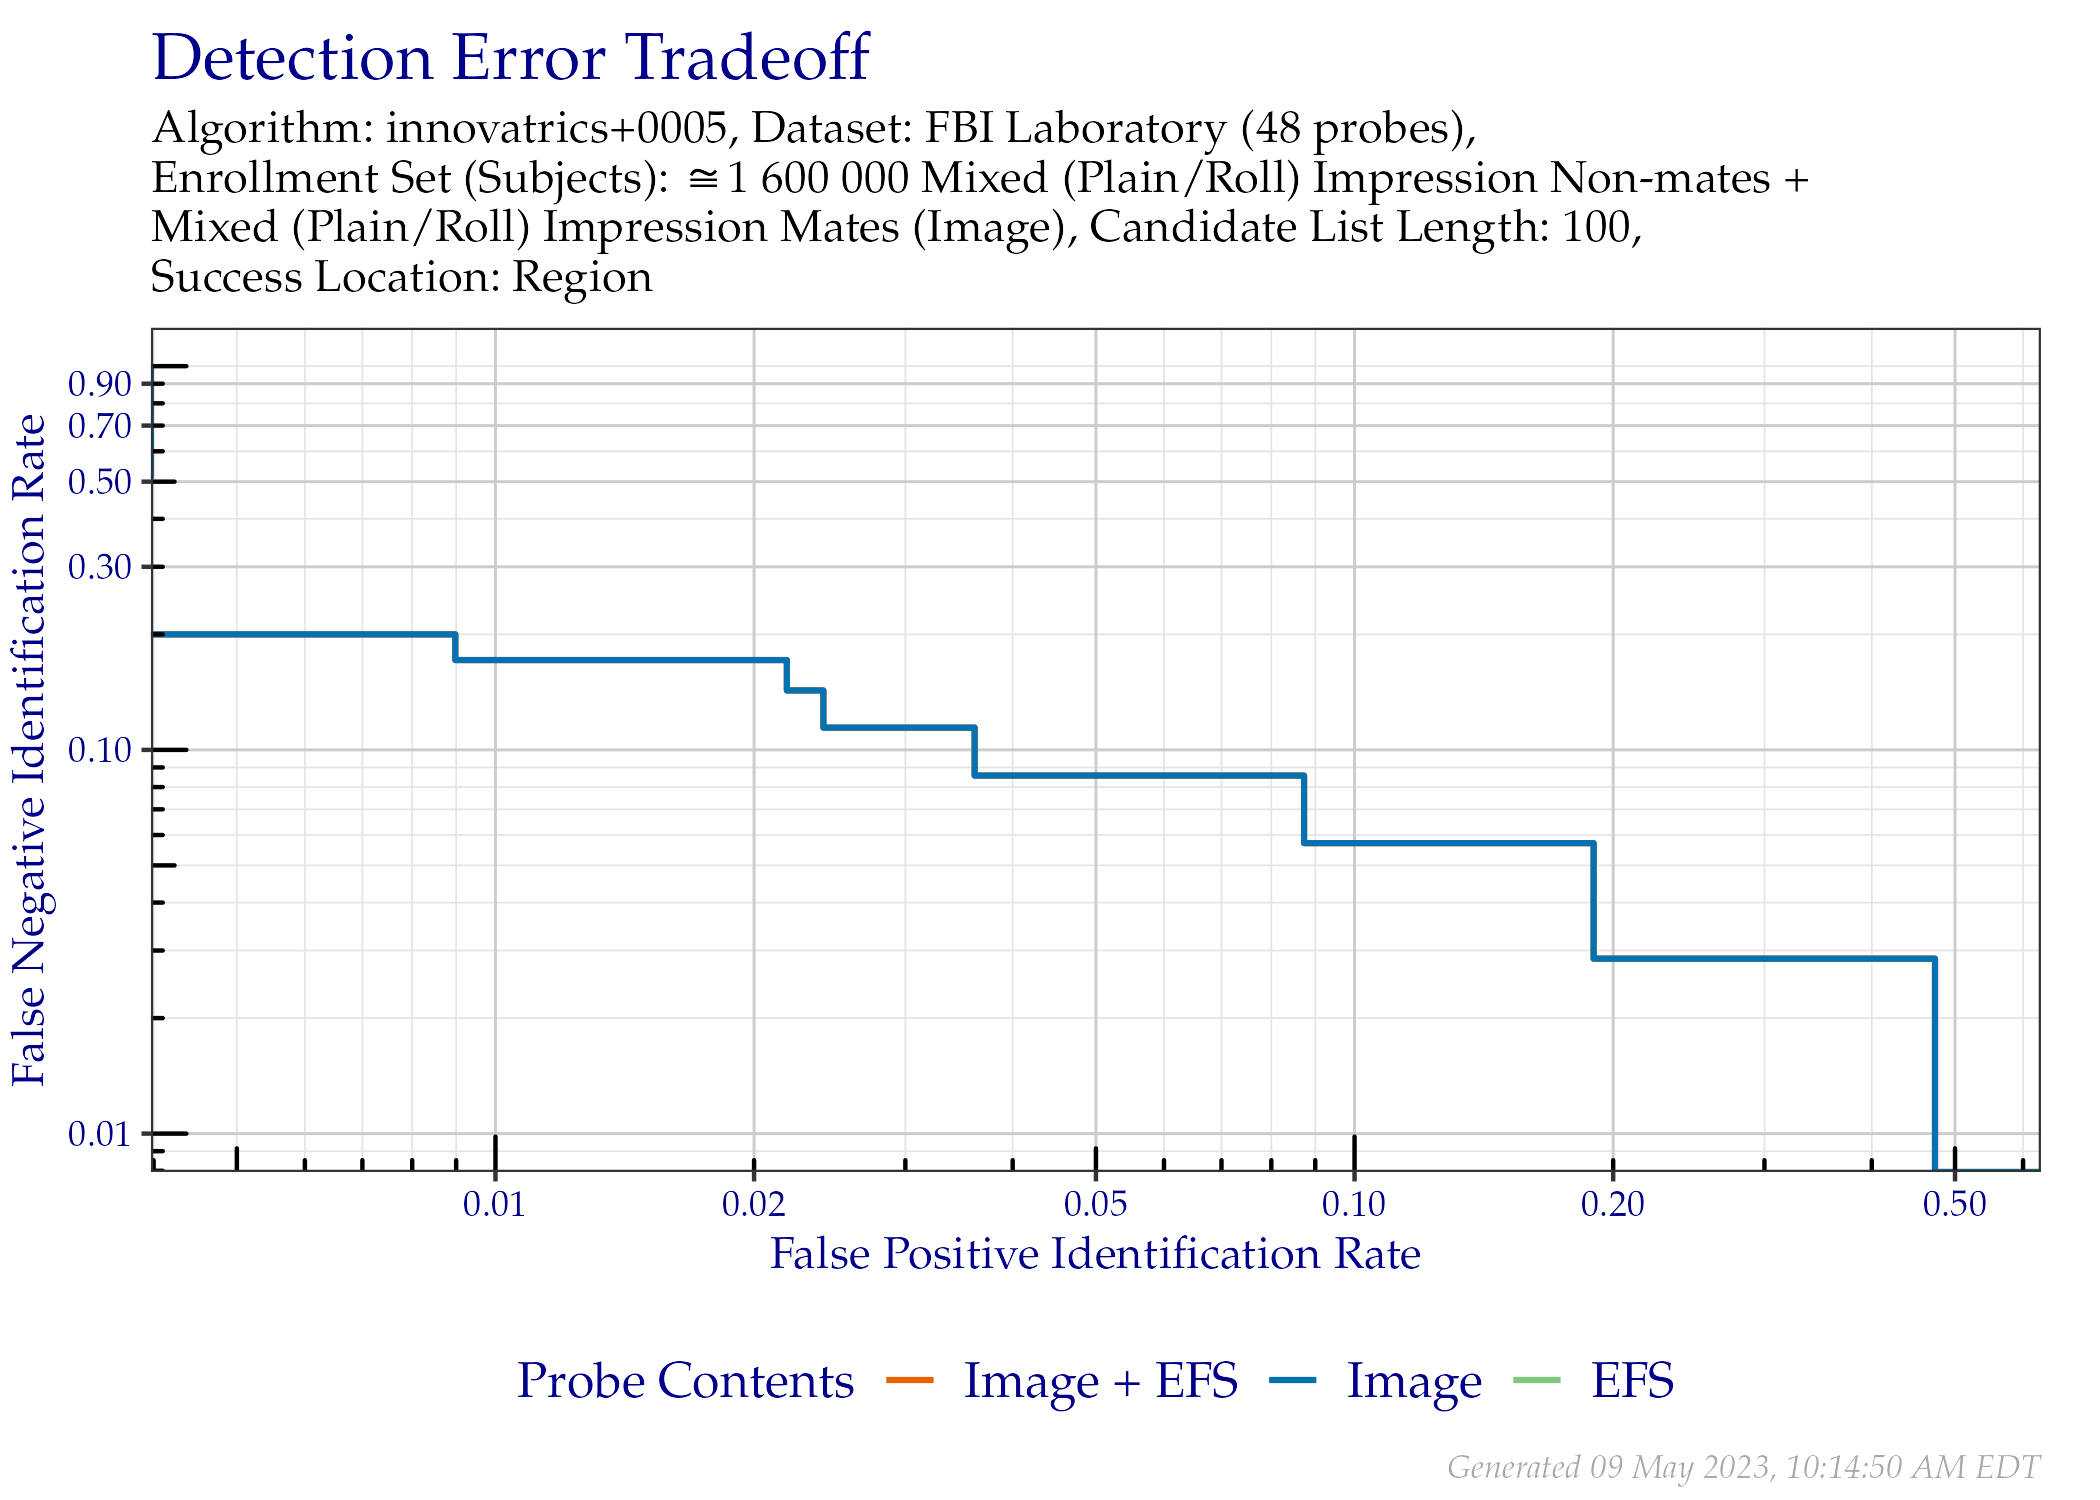 Detection Error Tradeoff
Algorithm: innovatrics+0005, Dataset: FBI Laboratory (48 probes),
Enrollment Set (Subjects): ≅ 1 600 000 Mixed (Plain/Roll) Impression Non-mates +
Mixed (Plain/Roll) Impression Mates (Image), Candidate List Length: 100,
Success Location: Region
False Negative Identification Rate
0.90
0.70
0.50
0.30
0.10
0.01
0.01 0.02 0.05 0.10 0.20 0.50
False Positive Identification Rate
Probe Contents Image + EFS Image EFS
Generated 09 May 2023, 10:14:50 AM EDT